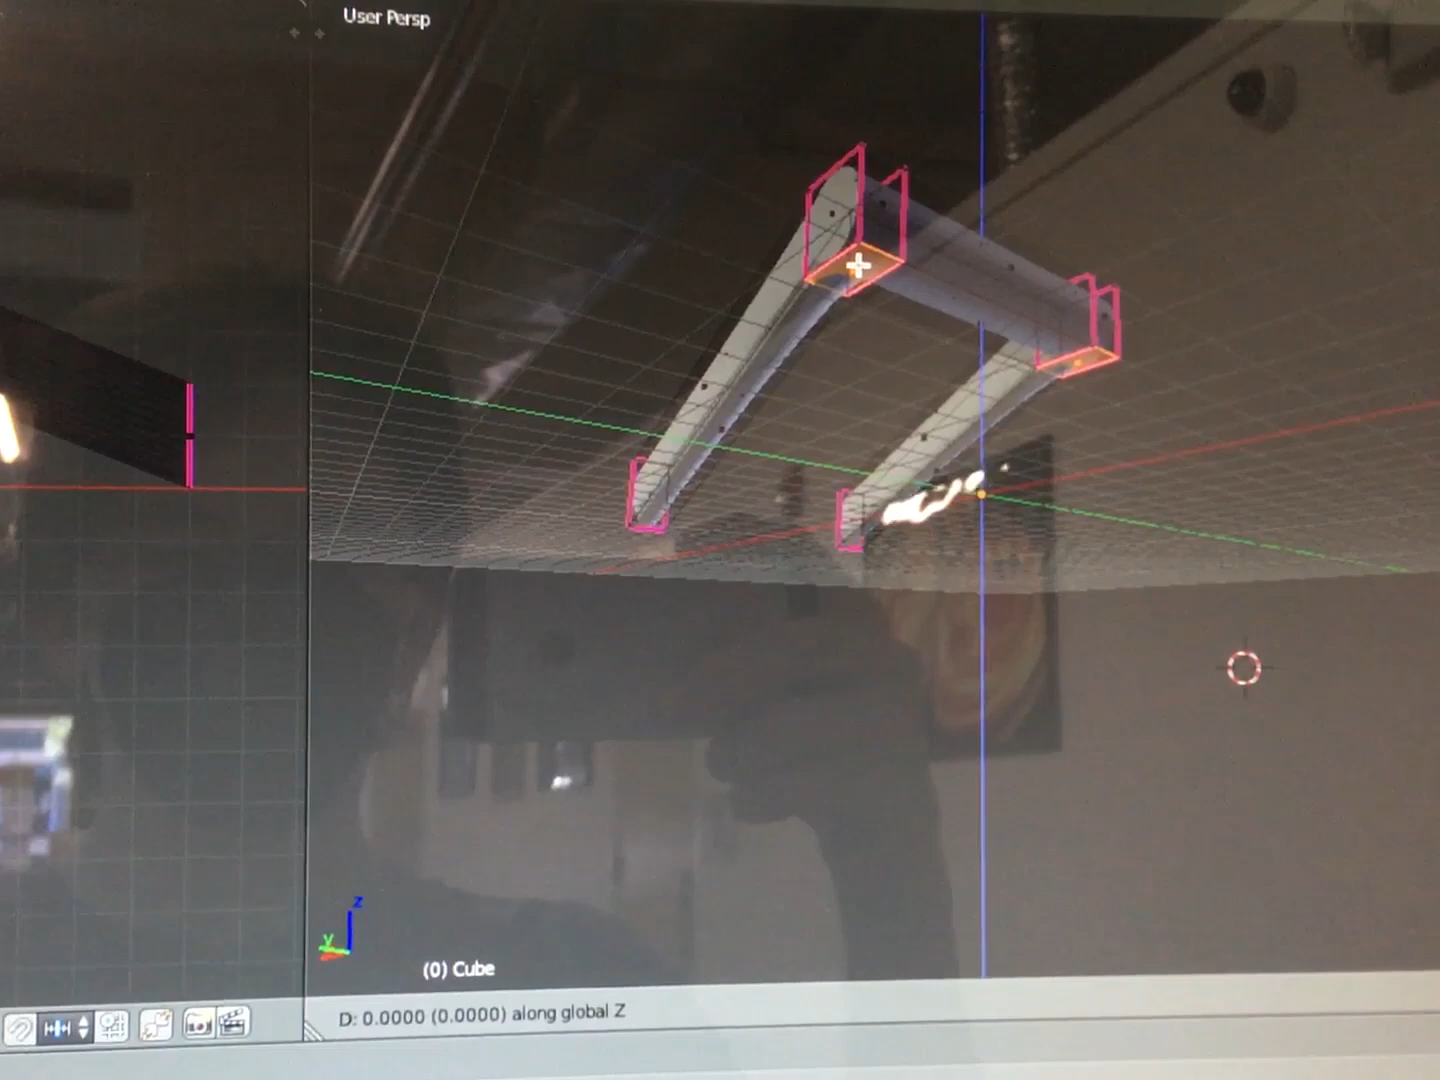 User Persp
Z
Y
(0) Cube
D: 0.0000 (0.0000) along global Z